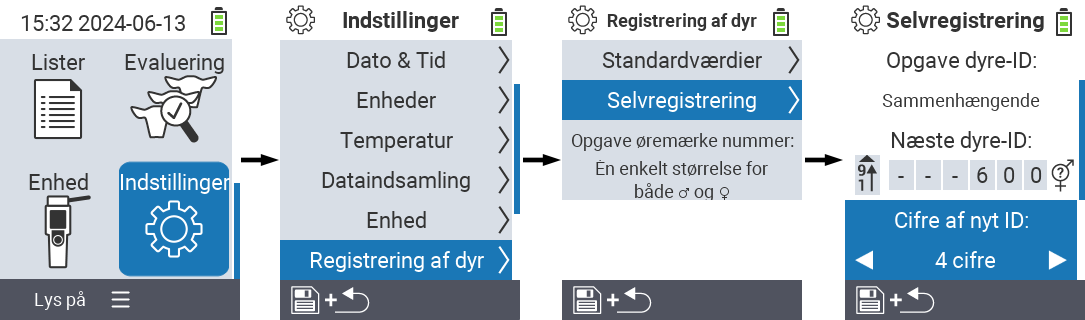 15:32 2024-06-13
Lister
Evaluering
Enhed
Indstillinger
Lys på
Indstillinger
Dato & Tid
Enheder
Temperatur
Dataindsamling
Enhed
Registrering af dyr
+
Registrering af dyr
Standardværdier
Selvregistrering
Opgave øremærke nummer:
Én enkelt størrelse for
både ♂ og ♀
+
Selvregistrering
Opgave dyre-ID:
Sammenhængende
Næste dyre-ID:
9
1
- - - 6 0 0
Cifre af nyt ID:
4 cifre
+